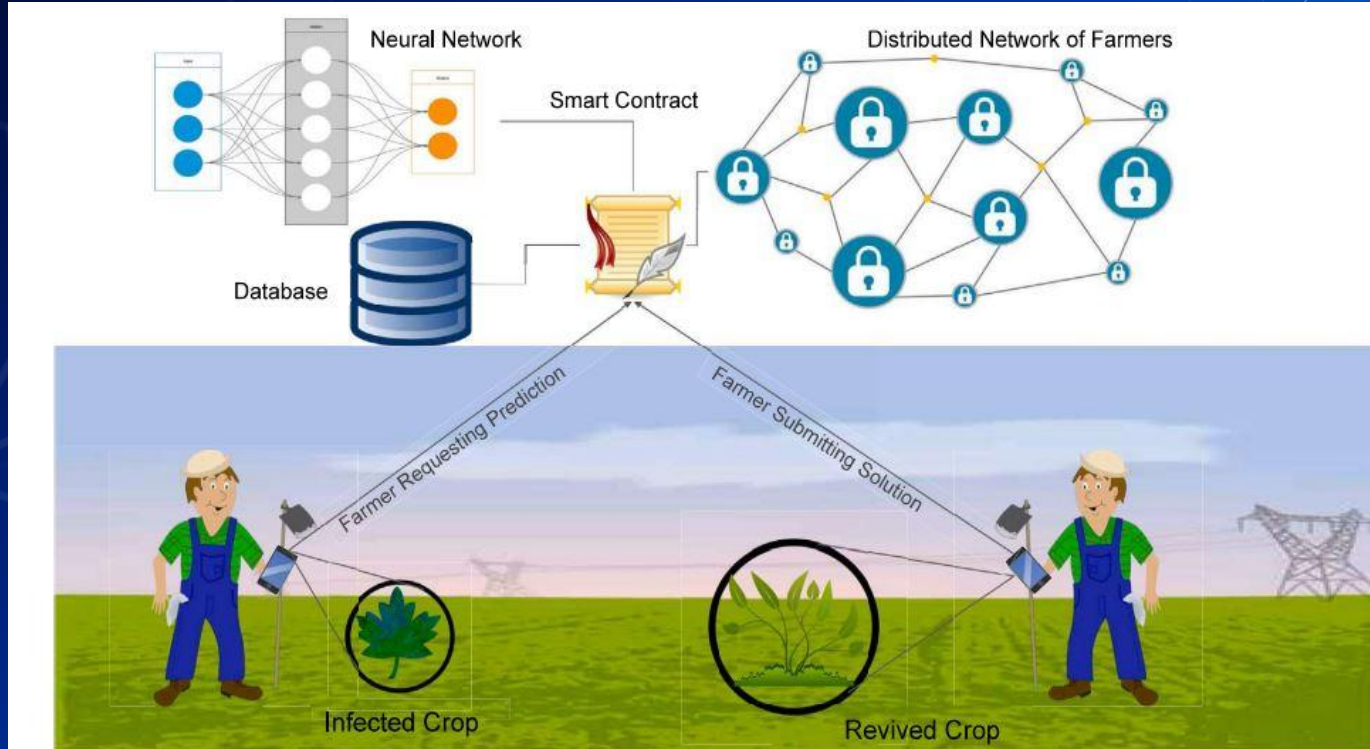 Neural Network
Distributed Network of Farmers
Smart Contract
Database
Farmer Requesting Prediction
Farmer Submitting Solution
Infected Crop
Revived Crop